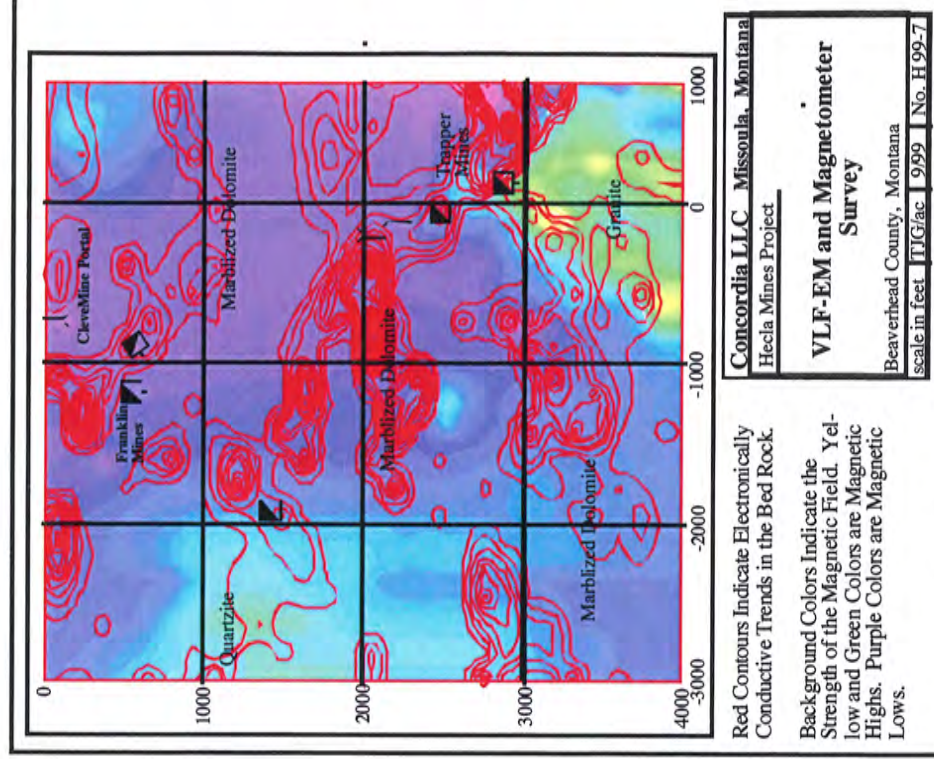 0
CleveMine Portal
Franklin
Mines
1000
Quartzite
Marblized Dolomite
2000
Marblized Dolomite
Trapper
Mines
3000
Marblized Dolomite
Granite
4000
-3000 -2000 -1000 0 1000
Red Contours Indicate Electronically
Conductive Trends in the Bed Rock.
Background Colors Indicate the
Strength of the Magnetic Field. Yel-
low and Green Colors are Magnetic
Highs. Purple Colors are Magnetic
Lows.
Concordia LLC Missoula, Montana
Hecla Mines Project
VLF-EM and Magnetometer
Survey
Beaverhead County, Montana
scale in feet TJG/ac 9/99 No. H 99-7